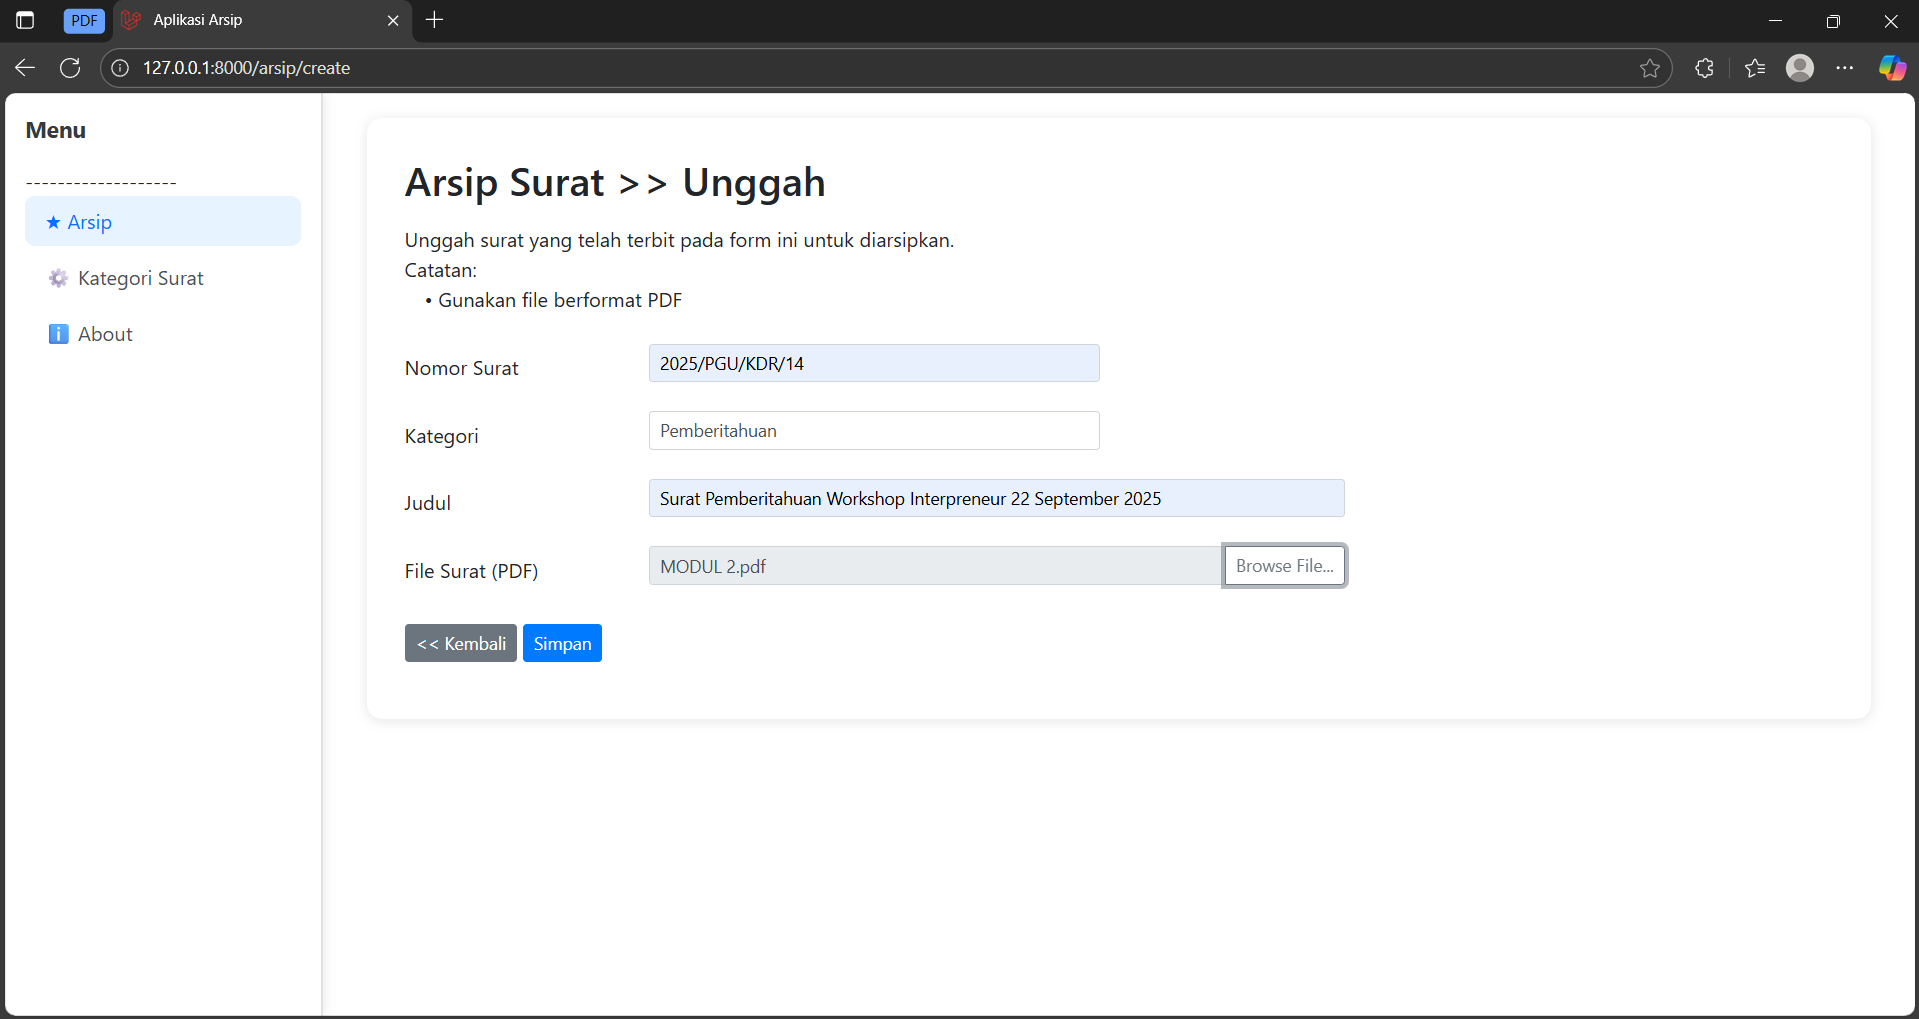 PDF
Aplikasi Arsip
127.0.0.1:8000/arsip/create
Menu
-------------------
★ Arsip
Kategori Surat
i About
Arsip Surat >> Unggah
Unggah surat yang telah terbit pada form ini untuk diarsipkan.
Catatan:
• Gunakan file berformat PDF
Nomor Surat 2025/PGU/KDR/14
Kategori Pemberitahuan
Judul Surat Pemberitahuan Workshop Interpreneur 22 September 2025
File Surat (PDF) MODUL 2.pdf Browse File...
<< Kembali Simpan